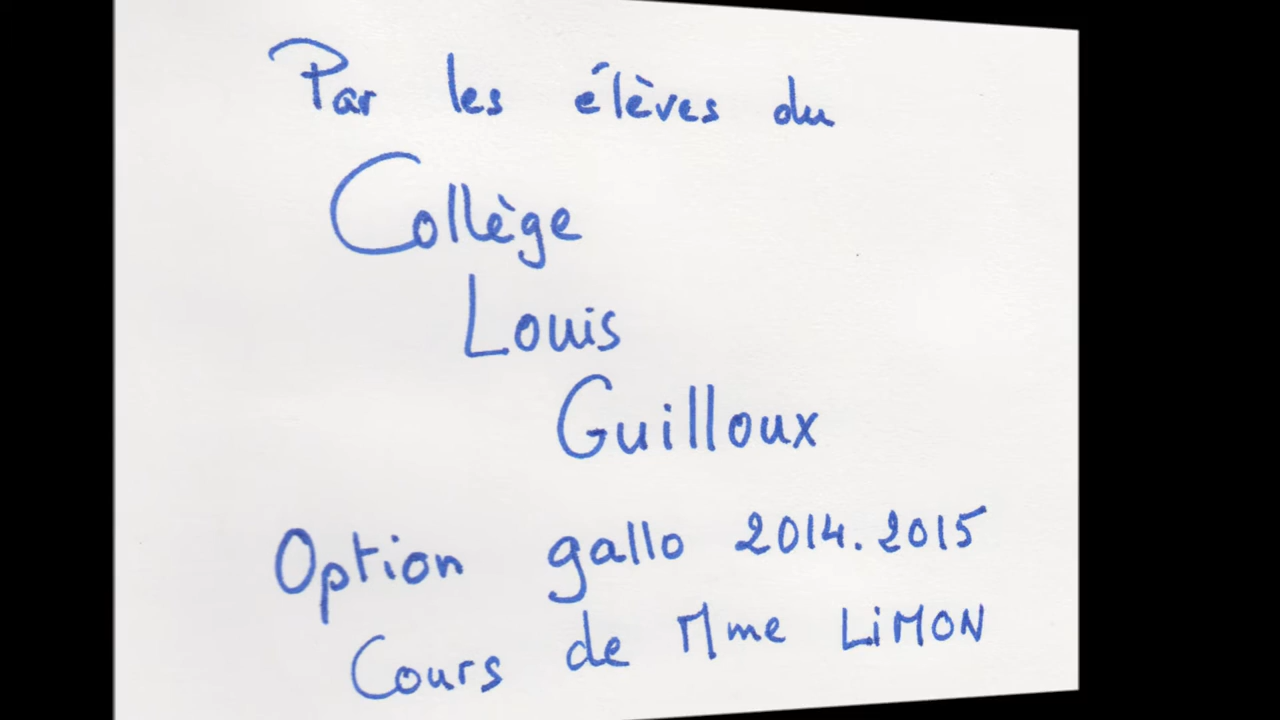 Par les élèves du
Collège
Louis
Guilloux
Option gallo 2014.2015
Cours de Mme LiMON